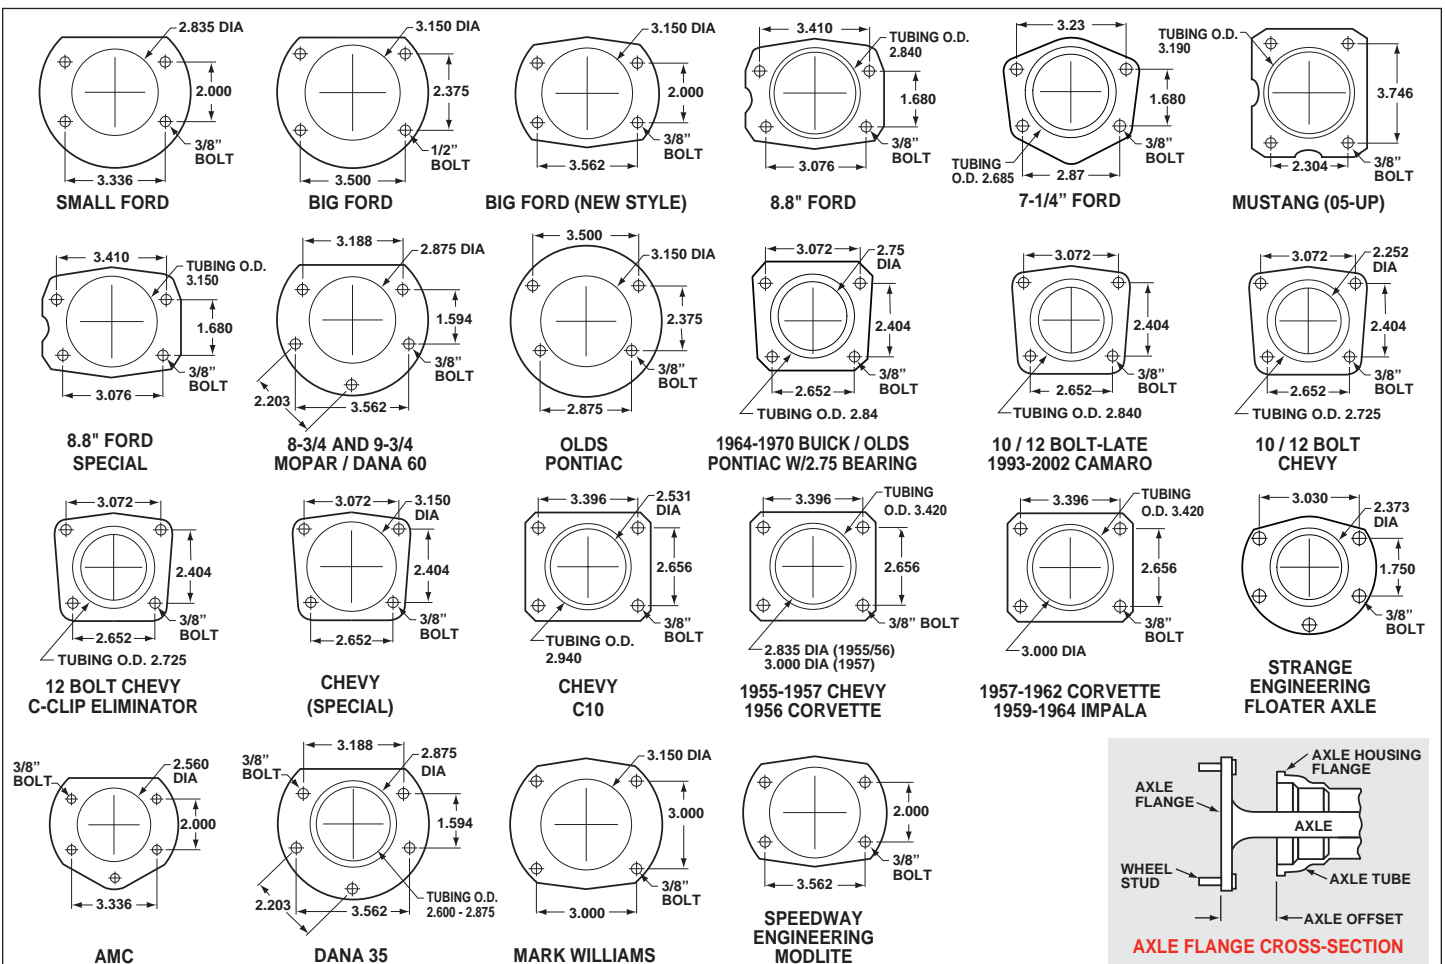 2.835 DIA
2.000
3/8”
BOLT
3.336
SMALL FORD
3.150 DIA
2.375
1/2”
BOLT
3.500
BIG FORD
3.150 DIA
2.000
3/8”
BOLT
3.562
BIG FORD (NEW STYLE)
3.410
TUBING O.D.
2.840
1.680
3/8”
BOLT
3.076
8.8" FORD
3.23
1.680
3/8”
BOLT
TUBING
O.D. 2.685
2.87
7-1/4” FORD
TUBING O.D.
3.190
3.746
2.304
3/8”
BOLT
MUSTANG (05-UP)
3.410
TUBING O.D.
3.150
1.680
3/8”
BOLT
3.076
8.8" FORD
SPECIAL
3.188
2.875 DIA
1.594
3/8”
BOLT
2.203
3.562
8-3/4 AND 9-3/4
MOPAR / DANA 60
3.500
3.150 DIA
2.375
3/8”
BOLT
2.875
OLDS
PONTIAC
3.072
2.75
DIA
2.404
3/8”
BOLT
2.652
TUBING O.D. 2.84
1964-1970 BUICK / OLDS
PONTIAC W/2.75 BEARING
3.072
2.404
3/8”
BOLT
2.652
TUBING O.D. 2.840
10 / 12 BOLT-LATE
1993-2002 CAMARO
3.072
2.252
DIA
2.404
3/8”
BOLT
2.652
TUBING O.D. 2.725
10 / 12 BOLT
CHEVY
3.072
2.404
3/8”
BOLT
2.652
TUBING O.D. 2.725
12 BOLT CHEVY
C-CLIP ELIMINATOR
3.072
3.150
DIA
2.404
3/8”
BOLT
2.652
CHEVY
(SPECIAL)
3.396
2.531
DIA
2.656
3/8”
BOLT
TUBING O.D.
2.940
CHEVY
C10
3.396
TUBING
O.D. 3.420
2.656
3/8” BOLT
2.835 DIA (1955/56)
3.000 DIA (1957)
1955-1957 CHEVY
1956 CORVETTE
3.396
TUBING
O.D. 3.420
2.656
3/8”
BOLT
3.000 DIA
1957-1962 CORVETTE
1959-1964 IMPALA
3.030
2.373
DIA
1.750
3/8”
BOLT
STRANGE
ENGINEERING
FLOATER AXLE
3/8”
BOLT
2.560
DIA
2.000
3.336
AMC
3.188
3/8”
BOLT
2.875
DIA
1.594
2.203
3.562
TUBING O.D.
2.600 - 2.875
DANA 35
3.150 DIA
3.000
3/8”
BOLT
3.000
MARK WILLIAMS
2.000
3/8”
BOLT
3.562
SPEEDWAY
ENGINEERING
MODLITE
AXLE HOUSING
FLANGE
AXLE
FLANGE
AXLE
WHEEL
STUD
AXLE TUBE
AXLE OFFSET
AXLE FLANGE CROSS-SECTION